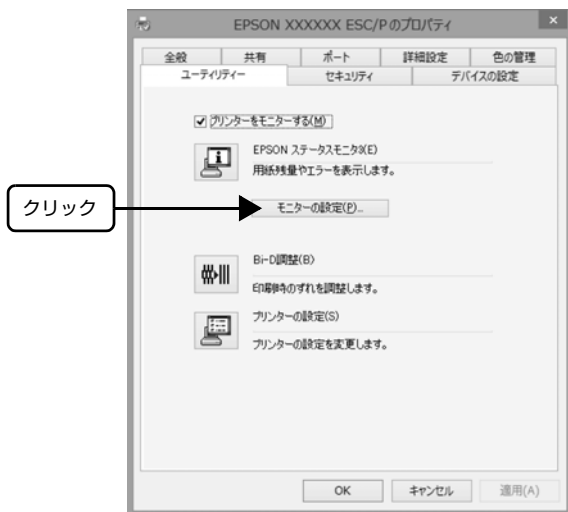 EPSON XXXXXX ESC/Pのプロパティ
全般 共有 ポート 詳細設定 色の管理
ユーティリティー セキュリティ デバイスの設定
プリンターをモニターする(M)
EPSON ステータスモニタ3(E)
用紙残量やエラーを表示します。
クリック
モニターの設定(P)...
Bi-D調整(B)
印刷時のずれを調整します。
プリンターの設定(S)
プリンターの設定を変更します。
OK キャンセル 適用(A)